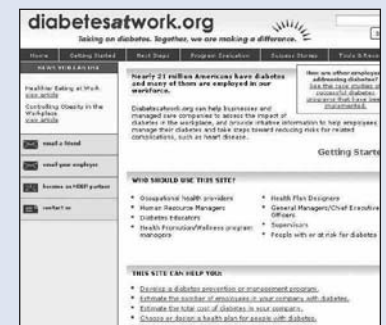 diabetesatwork.org
Taking on diabetes. Together, we are making a difference.
Home Getting Started Next Steps Program Evaluation Success Stories Tools & Reso
Healthier Eating at Work
view article
Controlling Obesity in the
Workplace
view article
email a friend
email your employer
become an NDEP partner
contact us
Nearly 21 million Americans have diabetes
and many of them are employed in our
workforce.
Diabetesatwork.org can help businesses and
managed care companies to assess the impact of
diabetes in the workplace, and provide intuitive information to help employees
manage their diabetes and take steps toward reducing risks for related
complications, such as heart disease.
How are other employers
addressing diabetes?
See the case studies of
successful diabetes
programs that have been
implemented.
Getting Starte
WHO SHOULD USE THIS SITE?
• Occupational health providers
• Human Resource Managers
• Diabetes Educators
• Health Promotion/Wellness program
managers
• Health Plan Designers
• General Managers/Chief Executive
Officers
• Supervisors
• People with or at risk for diabetes
THIS SITE CAN HELP YOU:
• Develop a diabetes prevention or management program.
• Estimate the number of employees in your company with diabetes.
• Estimate the total cost of diabetes in your company.
• Choose or design a health plan for people with diabetes.